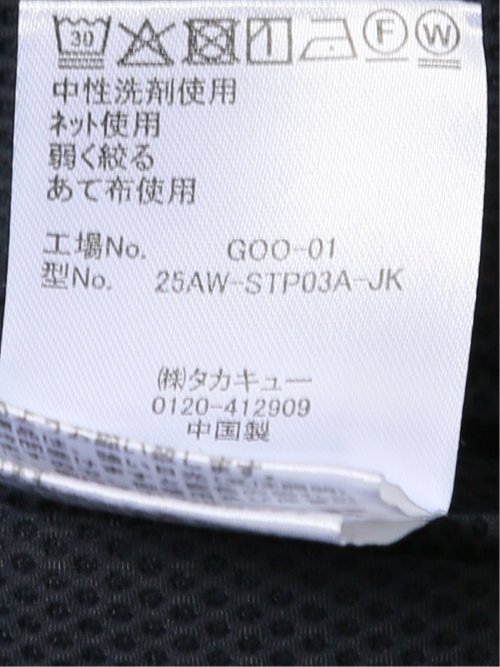 30 F W
中性洗剤使用
ネット使用
弱く絞る
あて布使用
工場No. GOO-01
型No. 25AW-STP03A-JK
㈱タカキュー
0120-412909
中国製